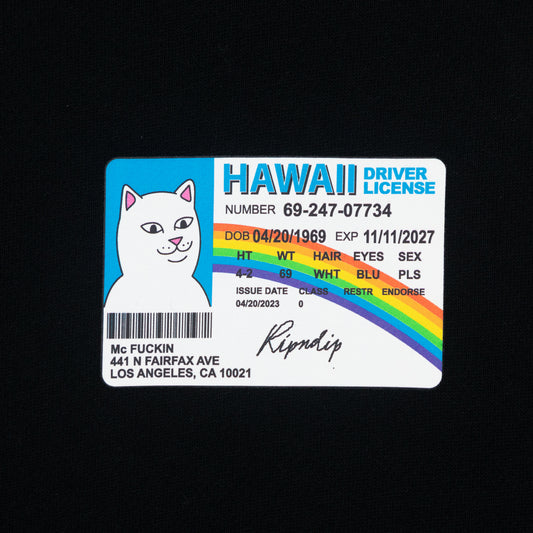 HAWAII DRIVER LICENSE
NUMBER 69-247-07734
DOB 04/20/1969 EXP 11/11/2027
HT WT HAIR EYES SEX
4-2 69 WHT BLU PLS
ISSUE DATE CLASS RESTR ENDORSE
04/20/2023 0
Ripndip
Mc FUCKIN
441 N FAIRFAX AVE
LOS ANGELES, CA 10021